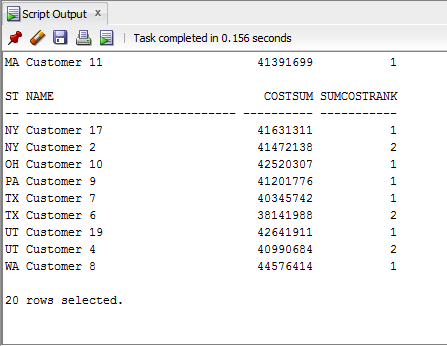 Script Output x
Task completed in 0.156 seconds
MA Customer 11 41391699 1
ST NAME COSTSUM SUMCOSTRANK
-- ------------------------------ ---------- -----------
NY Customer 17 41631311 1
NY Customer 2 41472138 2
OH Customer 10 42520307 1
PA Customer 9 41201776 1
TX Customer 7 40345742 1
TX Customer 6 38141988 2
UT Customer 19 42641911 1
UT Customer 4 40990684 2
WA Customer 8 44576414 1
20 rows selected.